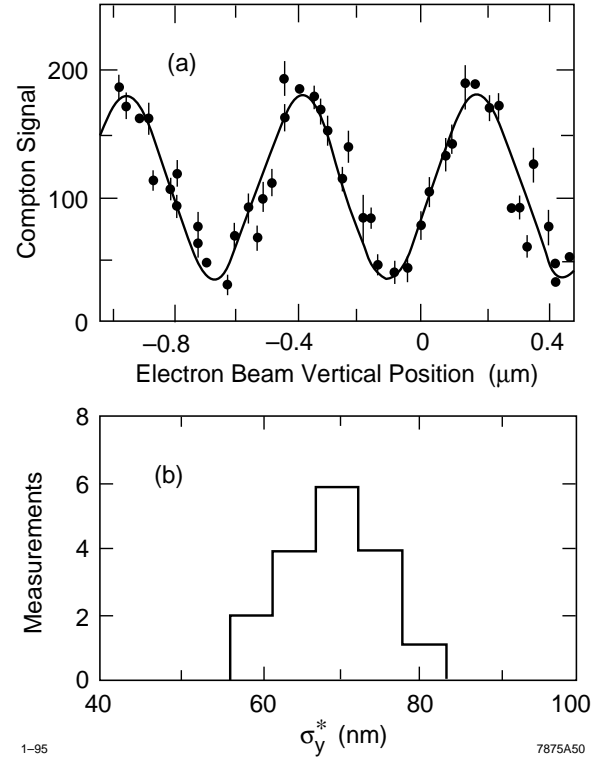 (a)
200
100
0
Compton Signal
–0.8 –0.4 0 0.4
Electron Beam Vertical Position (μm)
(b)
8
6
4
2
0
Measurements
40 60 80 100
σ*y (nm)
1–95 7875A50